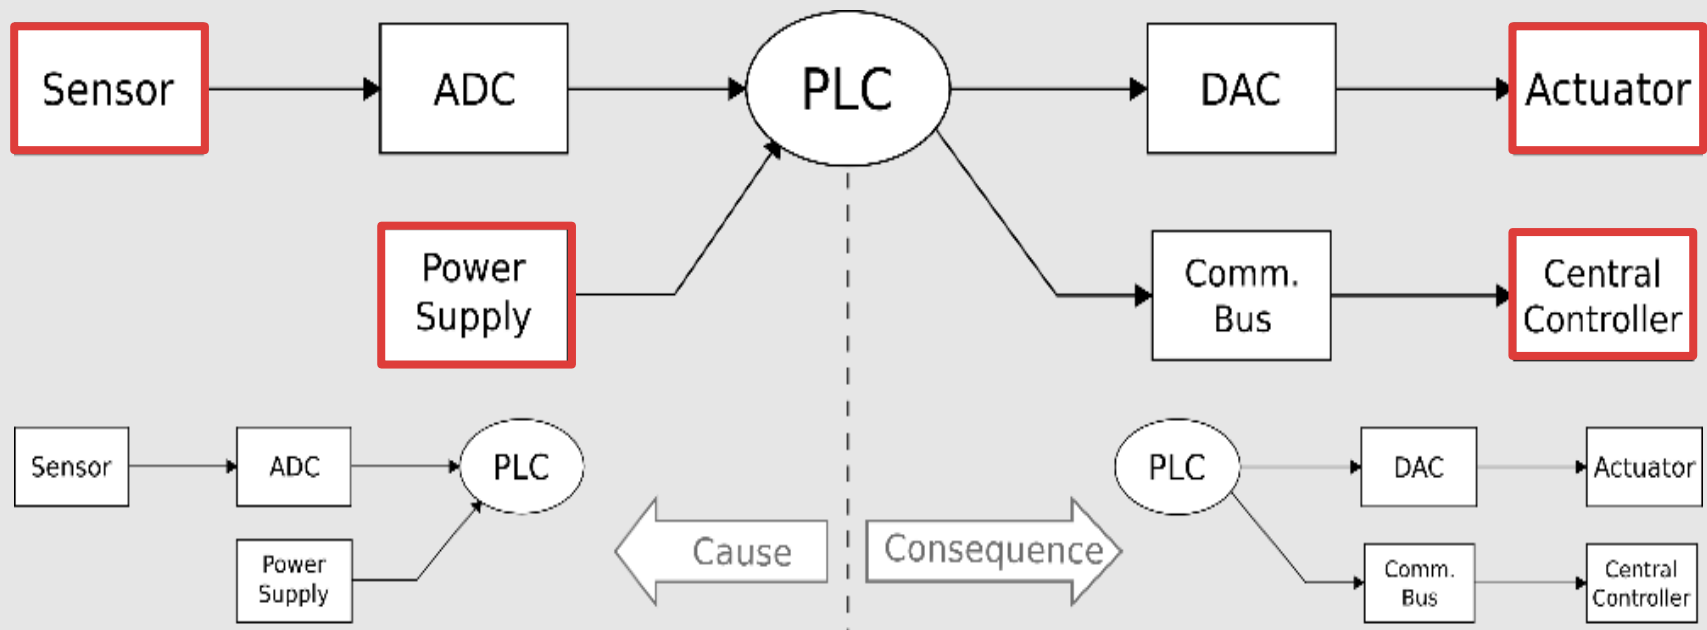 Sensor
ADC
PLC
DAC
Actuator
Power
Supply
Comm.
Bus
Central
Controller
Sensor
ADC
PLC
PLC
DAC
Actuator
Cause
Consequence
Power
Supply
Comm.
Bus
Central
Controller